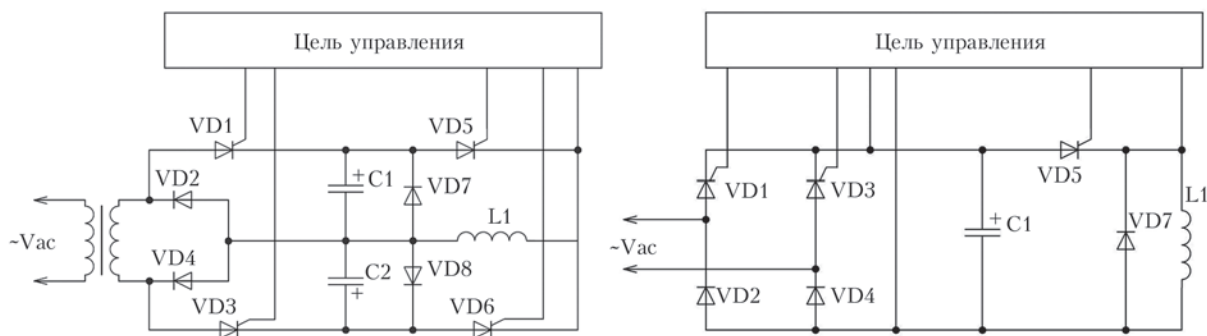 Цель управления
VD1
VD5
VD2
+
C1
VD7
L1
~Vac
VD4
C2
+
VD8
VD3
VD6
Цель управления
VD1
VD3
VD5
L1
+
C1
VD7
~Vac
VD2
VD4